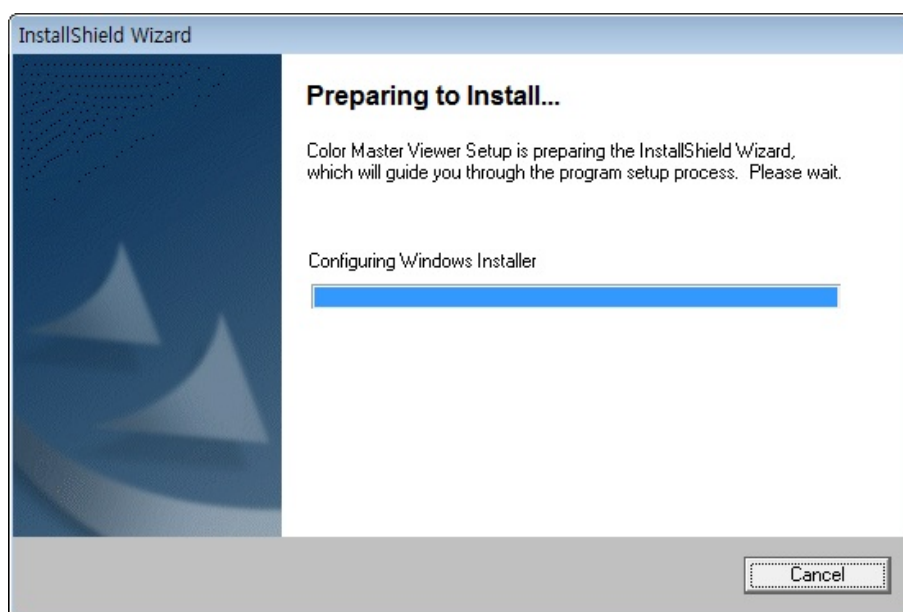 InstallShield Wizard
Preparing to Install...
Color Master Viewer Setup is preparing the InstallShield Wizard,
which will guide you through the program setup process.  Please wait.
Configuring Windows Installer
Cancel